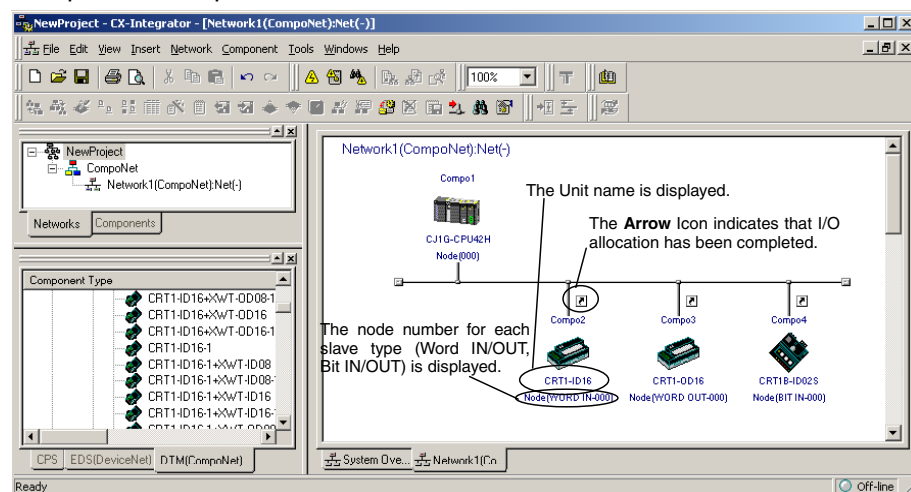 NewProject - CX-Integrator - [Network1(CompoNet):Net(-)]
File Edit View Insert Network Component Tools Windows Help
100%
NewProject
CompoNet
Network1(CompoNet):Net(-)
Networks Components
Component Type
CRT1-ID16+XWT-OD08-1
CRT1-ID16+XWT-OD16
CRT1-ID16+XWT-OD16-1
CRT1-ID16-1
CRT1-ID16-1+XWT-ID08
CRT1-ID16-1+XWT-ID08-
CRT1-ID16-1+XWT-ID16
CRT1-ID16-1+XWT-ID16-
CRT1-ID16-1+XWT-OD08
CPS EDS(DeviceNet) DTM(CompoNet)
Network1(CompoNet):Net(-)
Compo1
CJ1G-CPU42H
Node(000)
The Unit name is displayed.
The Arrow Icon indicates that I/O
allocation has been completed.
The node number for each
slave type (Word IN/OUT,
Bit IN/OUT) is displayed.
Compo2
CRT1-ID16
Node(WORD IN-000)
Compo3
CRT1-OD16
Node(WORD OUT-000)
Compo4
CRT1B-ID02S
Node(BIT IN-000)
System Ove... Network1(Co
Ready
Off-line